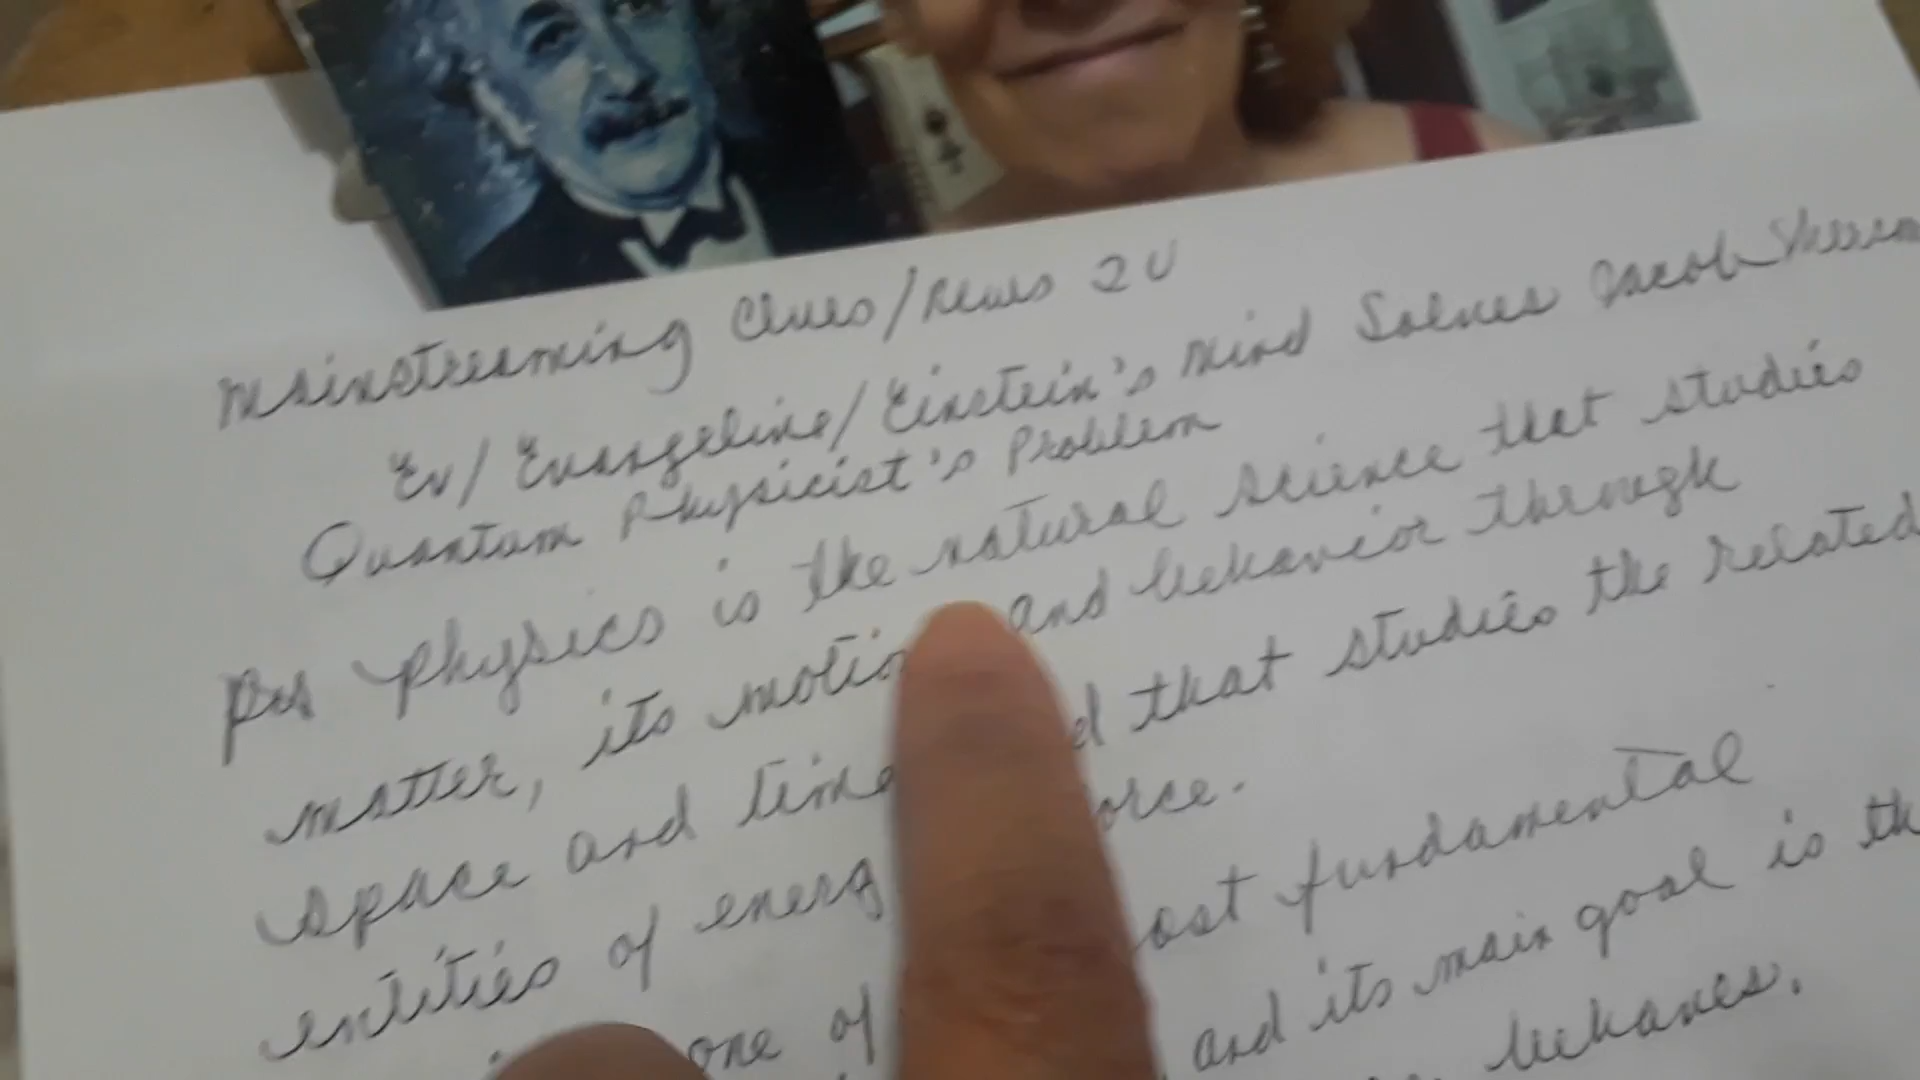 Mainstreaming Clues/News 2U
Ev/Evangeline/Einstein's Mind Solves Jacob
Quantum Physicist's Problem
Physics is the natural science that studies
matter, its motio and behavior through
space and time d that studies the related
entities of energ orce.
one of ost fundamental
and its main goal is th
behaves.